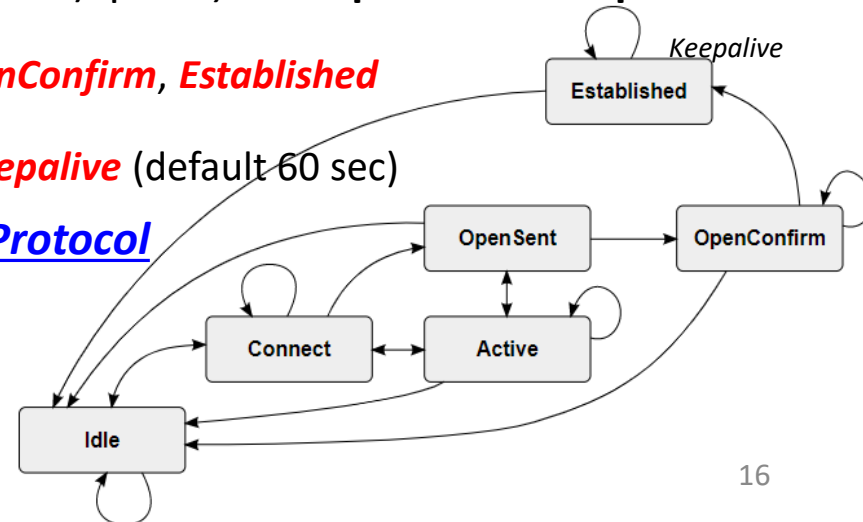 Keepalive
nConfirm, Established
Established
epalive (default 60 sec)
Protocol
OpenSent
OpenConfirm
Connect
Active
Idle
16